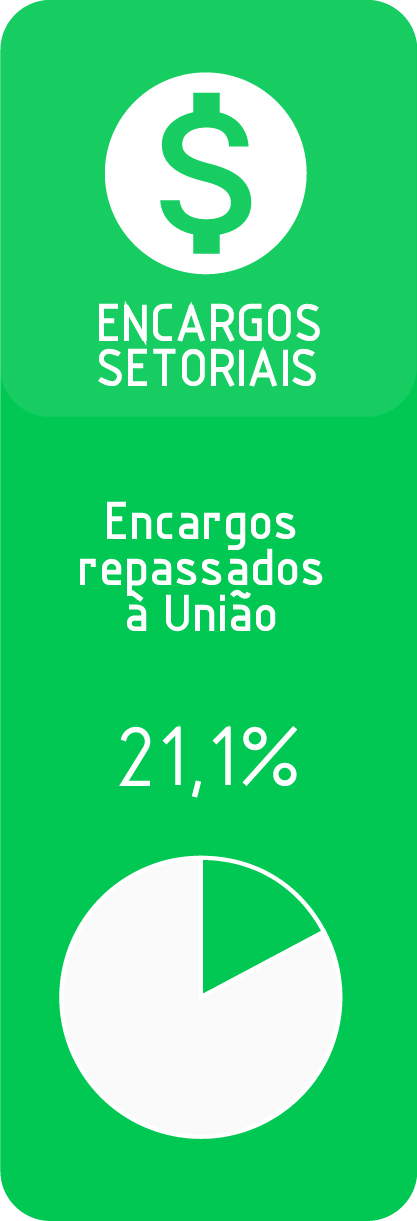 $
ENCARGOS
SETORIAIS
Encargos
repassados
à União
21,1%